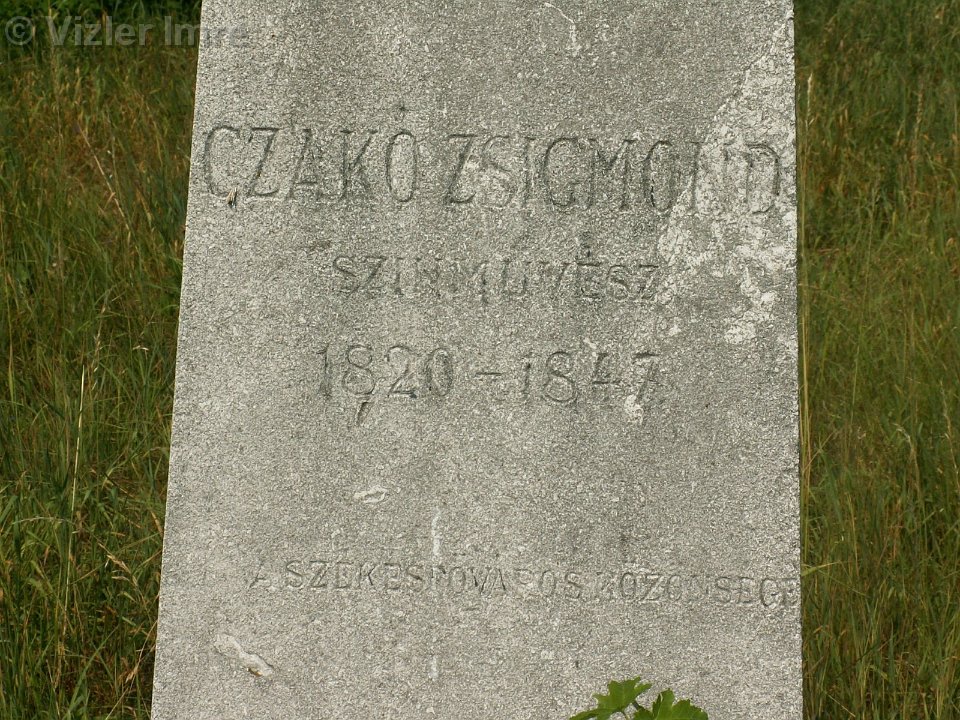 © Vizler Imre
CZAKÓ ZSIGMOND
SZINMŰVÉSZ
1820-1847
A SZÉKESFŐVÁROS KÖZÖNSÉGE